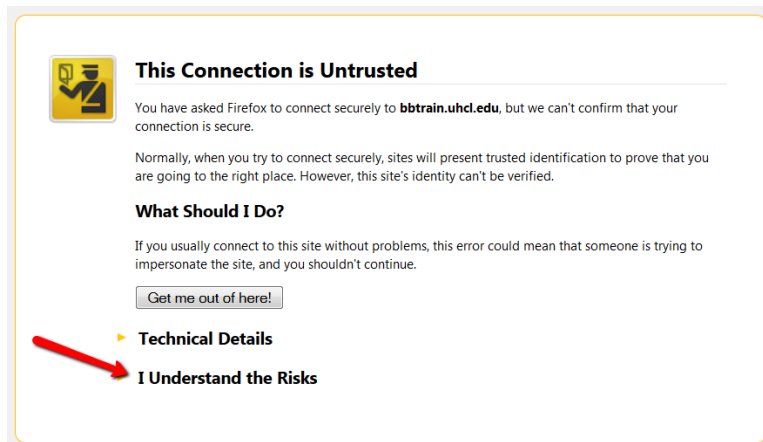 This Connection is Untrusted
You have asked Firefox to connect securely to bbtrain.uhcl.edu, but we can't confirm that your
connection is secure.
Normally, when you try to connect securely, sites will present trusted identification to prove that you
are going to the right place. However, this site's identity can't be verified.
What Should I Do?
If you usually connect to this site without problems, this error could mean that someone is trying to
impersonate the site, and you shouldn't continue.
Get me out of here!
Technical Details
I Understand the Risks